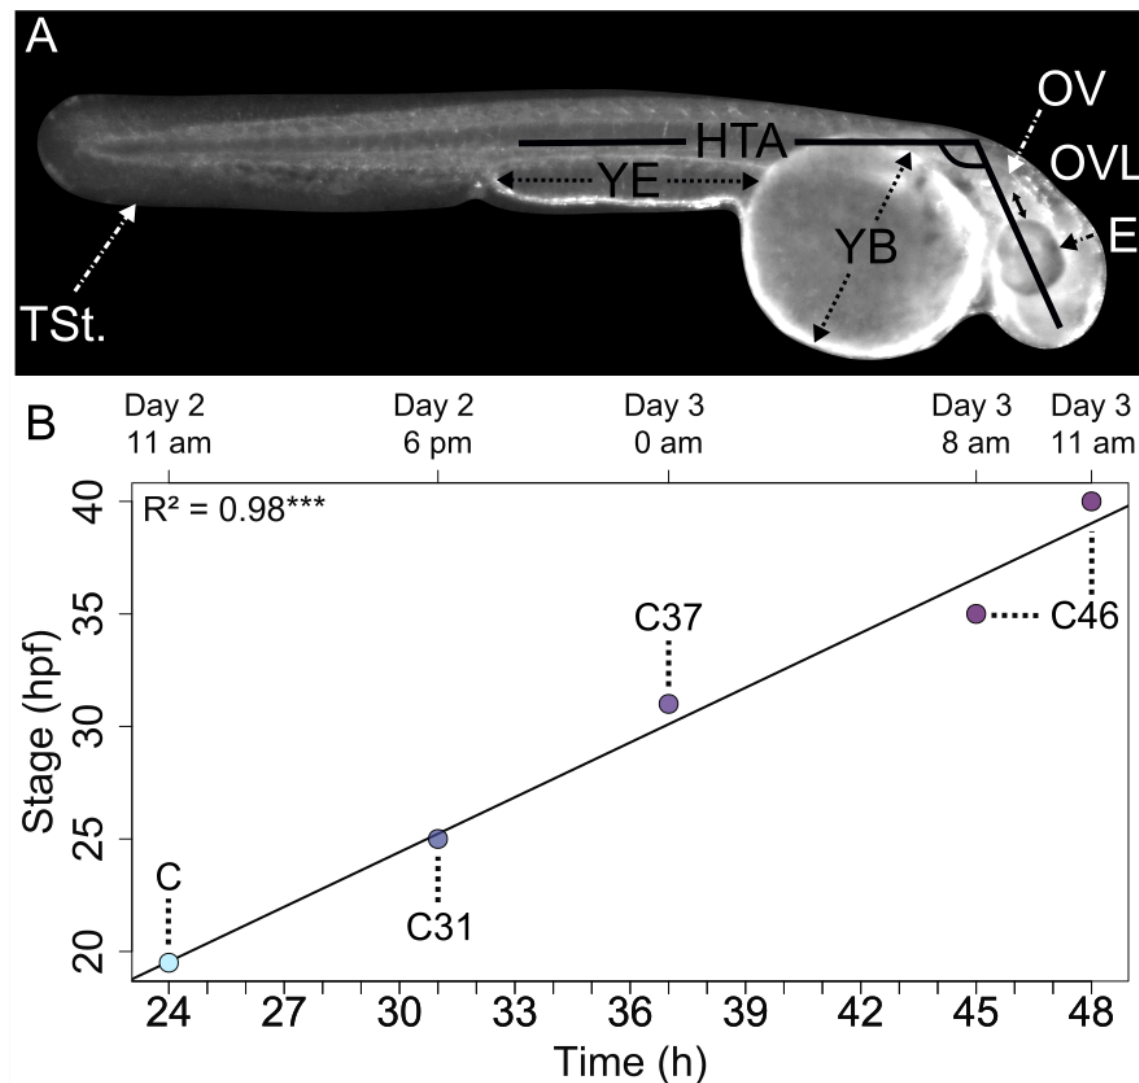 A
OV
HTA
OVL
YE
E
YB
TSt.
B
Day 2 Day 2 Day 3 Day 3 Day 3
11 am 6 pm 0 am 8 am 11 am
R² = 0.98***
40
35
30
25
20
Stage (hpf)
C37
C46
C
C31
24 27 30 33 36 39 42 45 48
Time (h)